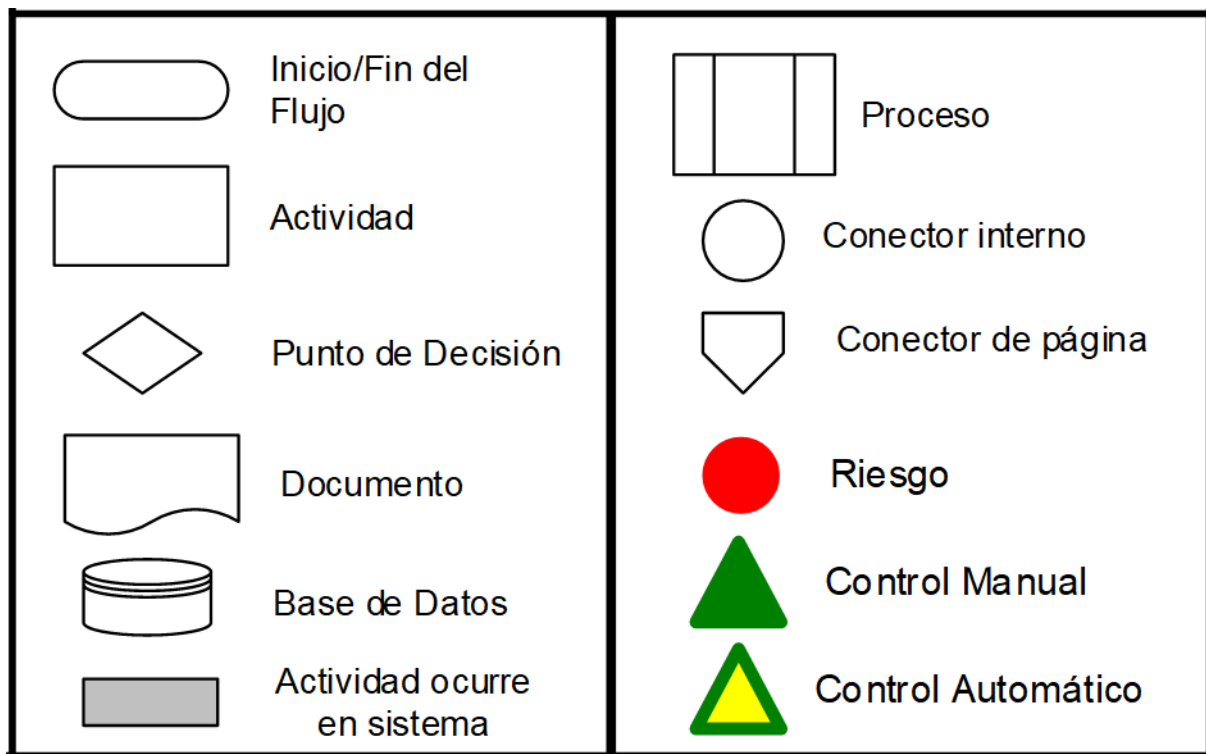 Inicio/Fin del
Flujo
Actividad
Punto de Decisión
Documento
Base de Datos
Actividad ocurre
en sistema
Proceso
Conector interno
Conector de página
Riesgo
Control Manual
Control Automático